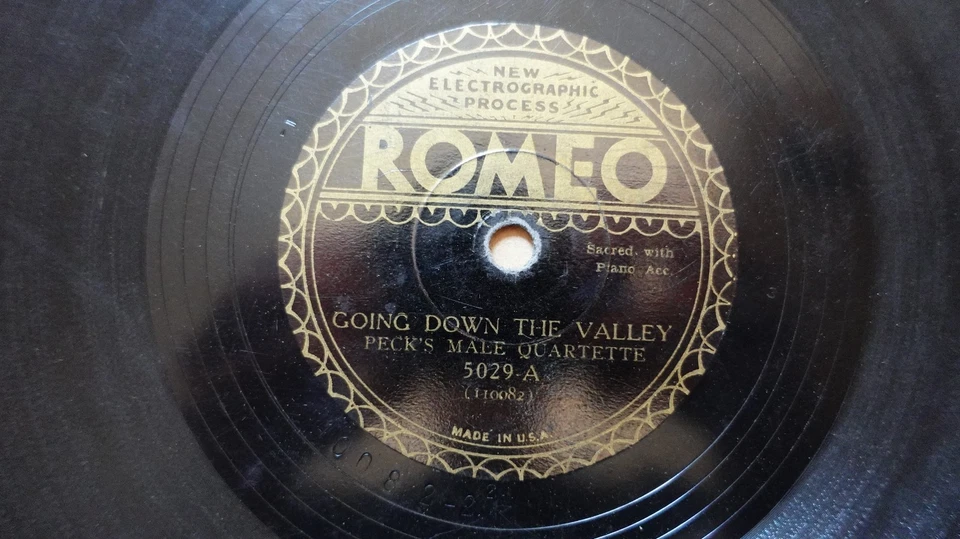 NEW
ELECTROGRAPHIC
PROCESS
ROMEO
Sacred, with
Piano Acc.
GOING DOWN THE VALLEY
PECK'S MALE QUARTETTE
5029-A
(110082)
MADE IN U.S.A.